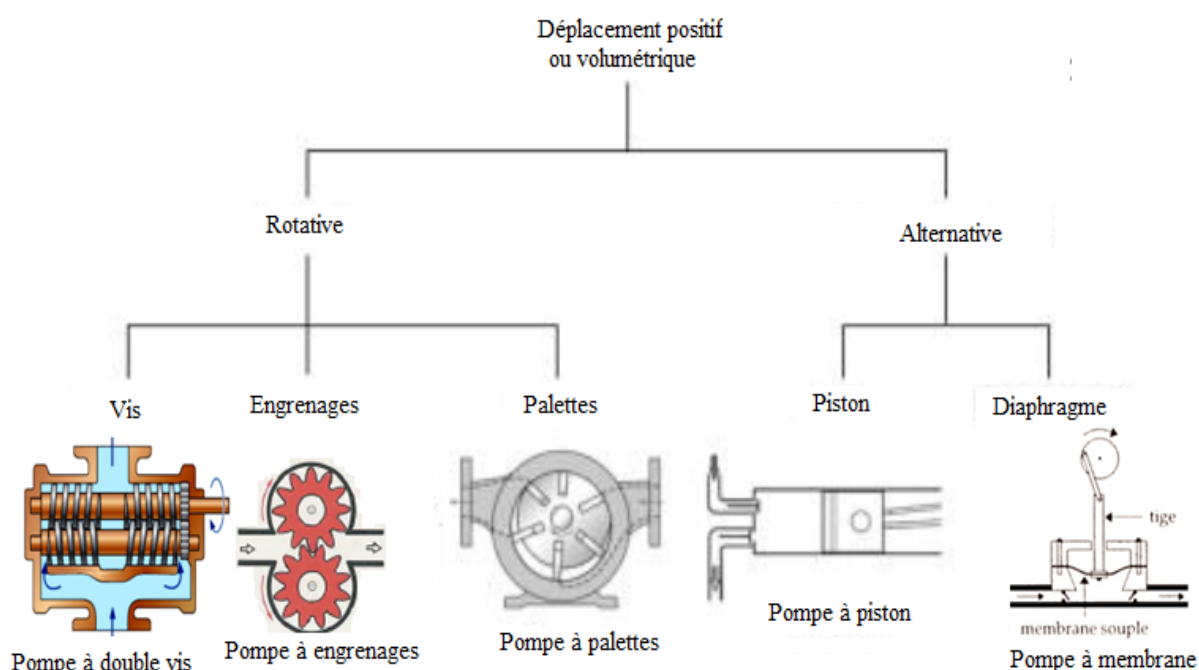 Déplacement positif
ou volumétrique
Rotative
Alternative
Vis
Engrenages
Palettes
Piston
Diaphragme
tige
membrane souple
Pompe à double vis
Pompe à engrenages
Pompe à palettes
Pompe à piston
Pompe à membrane